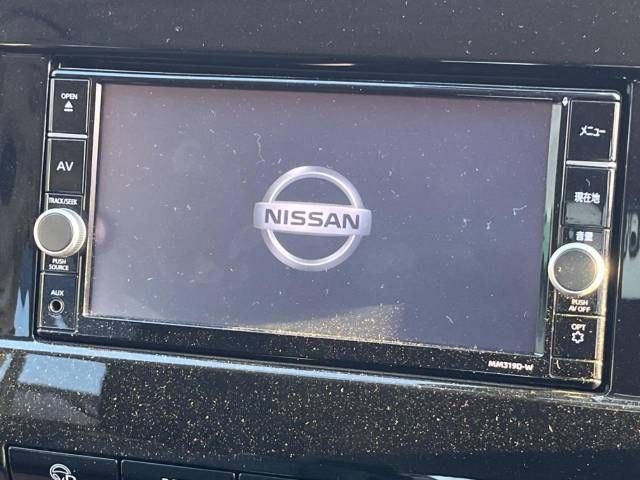 OPEN
AV
TRACK/SEEK
PUSH
SOURCE
AUX
NISSAN
メニュー
現在地
音量
PUSH
AV OFF
OPT
MM319D-W